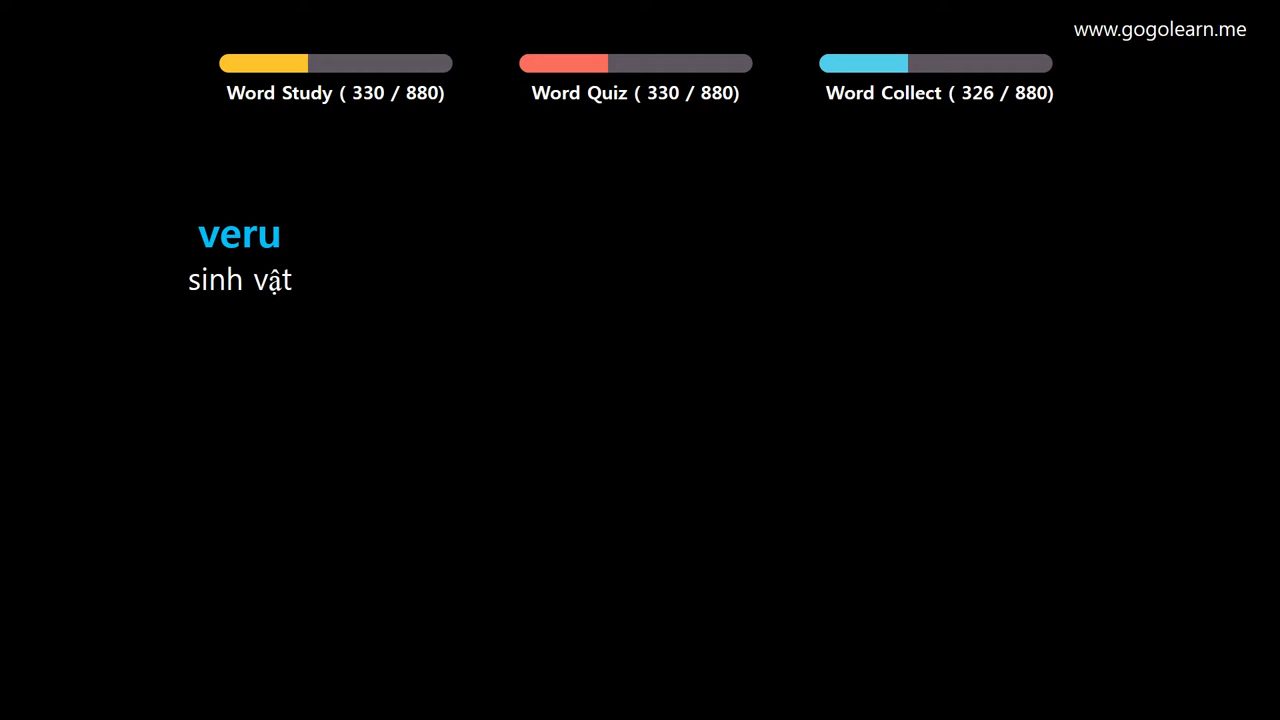 www.gogolearn.me
Word Study ( 330 / 880)
Word Quiz ( 330 / 880)
Word Collect ( 326 / 880)
veru
sinh vật